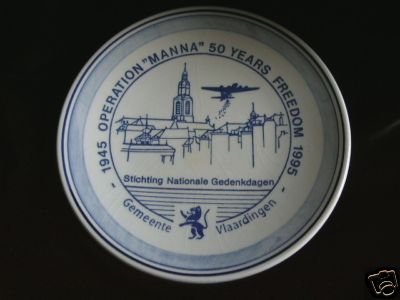 - 1945 OPERATION "MANNA" 50 YEARS FREEDOM 1995 -
Stichting Nationale Gedenkdagen
Gemeente Vlaardingen